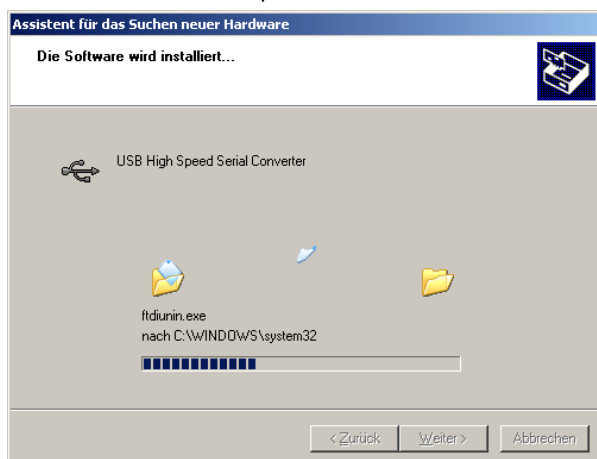 Assistent für das Suchen neuer Hardware
Die Software wird installiert...
USB High Speed Serial Converter
ftdiunin.exe
nach C:\WINDOWS\system32
< Zurück
Weiter >
Abbrechen